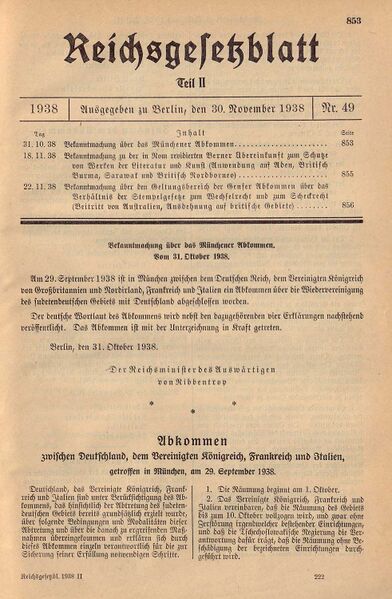 853
Reichsgesetzblatt
Teil II
1938
Ausgegeben zu Berlin, den 30. November 1938
Nr. 49
Tag
Inhalt
Seite
31. 10. 38 Bekanntmachung über das Münchener Abkommen. 853
18. 11. 38 Bekanntmachung zu der in Rom revidierten Berner Übereinkunft zum Schutze
von Werken der Literatur und Kunst (Anwendung auf Aden, Britisch
Burma, Sarawak und Britisch Nordborneo). 855
22. 11. 38 Bekanntmachung über den Geltungsbereich der Genfer Abkommen über das
Verhältnis der Stempelgesetze zum Wechselrecht und zum Scheckrecht
(Beitritt von Australien, Ausdehnung auf britische Gebiete). 856
Bekanntmachung über das Münchener Abkommen.
Vom 31. Oktober 1938.
Am 29. September 1938 ist in München zwischen dem Deutschen Reich, dem Vereinigten Königreich
von Großbritannien und Nordirland, Frankreich und Italien ein Abkommen über die Wiedervereinigung
des sudetendeutschen Gebiets mit Deutschland abgeschlossen worden.
Der deutsche Wortlaut des Abkommens wird nebst den dazugehörenden vier Erklärungen nachstehend
veröffentlicht. Das Abkommen ist mit der Unterzeichnung in Kraft getreten.
Berlin, den 31. Oktober 1938.
Der Reichsminister des Auswärtigen
von Ribbentrop
* * *
Abkommen
zwischen Deutschland, dem Vereinigten Königreich, Frankreich und Italien,
getroffen in München, am 29. September 1938.
Deutschland, das Vereinigte Königreich, Frank-
reich und Italien sind unter Berücksichtigung des Ab-
kommens, das hinsichtlich der Abtretung des sudeten-
deutschen Gebiets bereits grundsätzlich erzielt wurde,
über folgende Bedingungen und Modalitäten dieser
Abtretung und über die danach zu ergreifenden Maß-
nahmen übereingekommen und erklären sich durch
dieses Abkommen einzeln verantwortlich für die zur
Sicherung seiner Erfüllung notwendigen Schritte.
1. Die Räumung beginnt am 1. Oktober.
2. Das Vereinigte Königreich, Frankreich und
Italien vereinbaren, daß die Räumung des Gebiets
bis zum 10. Oktober vollzogen wird, und zwar ohne
Zerstörung irgendwelcher bestehender Einrichtungen,
und daß die Tschechoslowakische Regierung die Ver-
antwortung dafür trägt, daß die Räumung ohne Be-
schädigung der bezeichneten Einrichtungen durch-
geführt wird.
Reichsgesetzbl. 1938 II
222